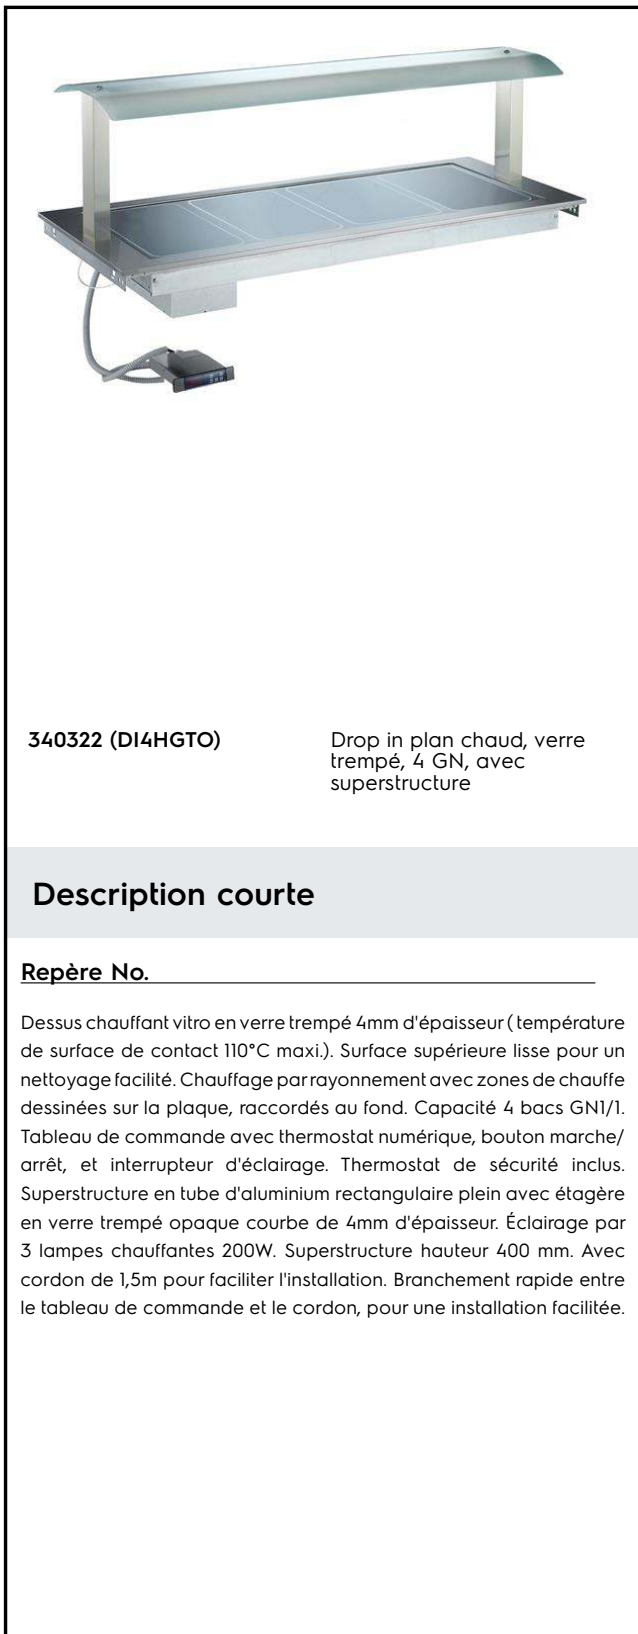 340322 (DI4HGTO)
Drop in plan chaud, verre
trempé, 4 GN, avec
superstructure
Description courte
Repère No.
Dessus chauffant vitro en verre trempé 4mm d'épaisseur ( température
de surface de contact 110°C maxi.). Surface supérieure lisse pour un
nettoyage facilité. Chauffage par rayonnement avec zones de chauffe
dessinées sur la plaque, raccordés au fond. Capacité 4 bacs GN1/1.
Tableau de commande avec thermostat numérique, bouton marche/
arrêt, et interrupteur d'éclairage. Thermostat de sécurité inclus.
Superstructure en tube d'aluminium rectangulaire plein avec étagère
en verre trempé opaque courbe de 4mm d'épaisseur. Éclairage par
3 lampes chauffantes 200W. Superstructure hauteur 400 mm. Avec
cordon de 1,5m pour faciliter l'installation. Branchement rapide entre
le tableau de commande et le cordon, pour une installation facilitée.